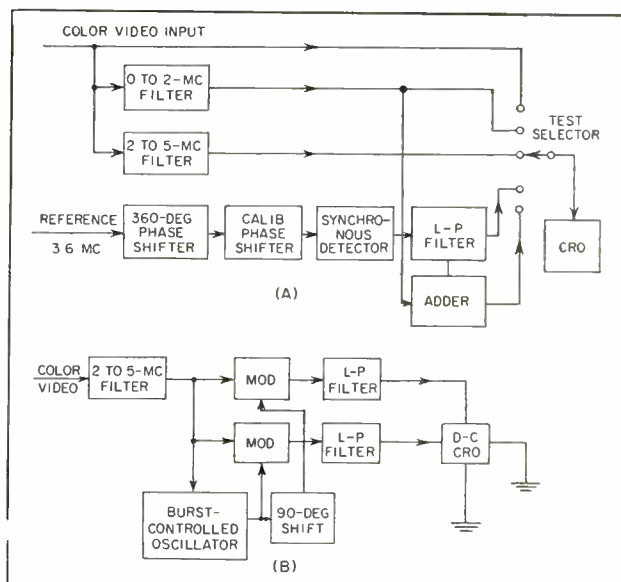 COLOR VIDEO INPUT
0 TO 2-MC
FILTER
2 TO 5-MC
FILTER
TEST
SELECTOR
REFERENCE
3.6 MC
360-DEG
PHASE
SHIFTER
CALIB
PHASE
SHIFTER
SYNCHRO-
NOUS
DETECTOR
L-P
FILTER
CRO
ADDER
(A)
COLOR
VIDEO
2 TO 5-MC
FILTER
MOD
L-P
FILTER
MOD
L-P
FILTER
D-C
CRO
BURST-
CONTROLLED
OSCILLATOR
90-DEG
SHIFT
(B)